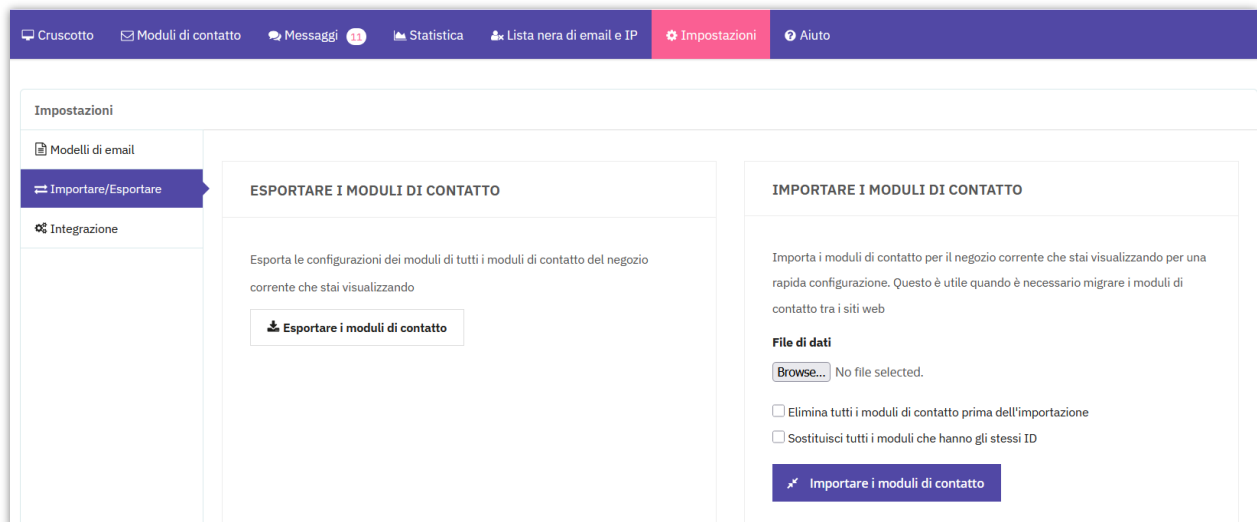 Cruscotto Moduli di contatto Messaggi 11 Statistica Lista nera di email e IP Impostazioni Aiuto
Impostazioni
Modelli di email
Importare/Esportare
Integrazione
ESPORTARE I MODULI DI CONTATTO
Esporta le configurazioni dei moduli di tutti i moduli di contatto del negozio
corrente che stai visualizzando
Esportare i moduli di contatto
IMPORTARE I MODULI DI CONTATTO
Importa i moduli di contatto per il negozio corrente che stai visualizzando per una
rapida configurazione. Questo è utile quando è necessario migrare i moduli di
contatto tra i siti web
File di dati
Browse... No file selected.
Elimina tutti i moduli di contatto prima dell'importazione
Sostituisci tutti i moduli che hanno gli stessi ID
Importare i moduli di contatto